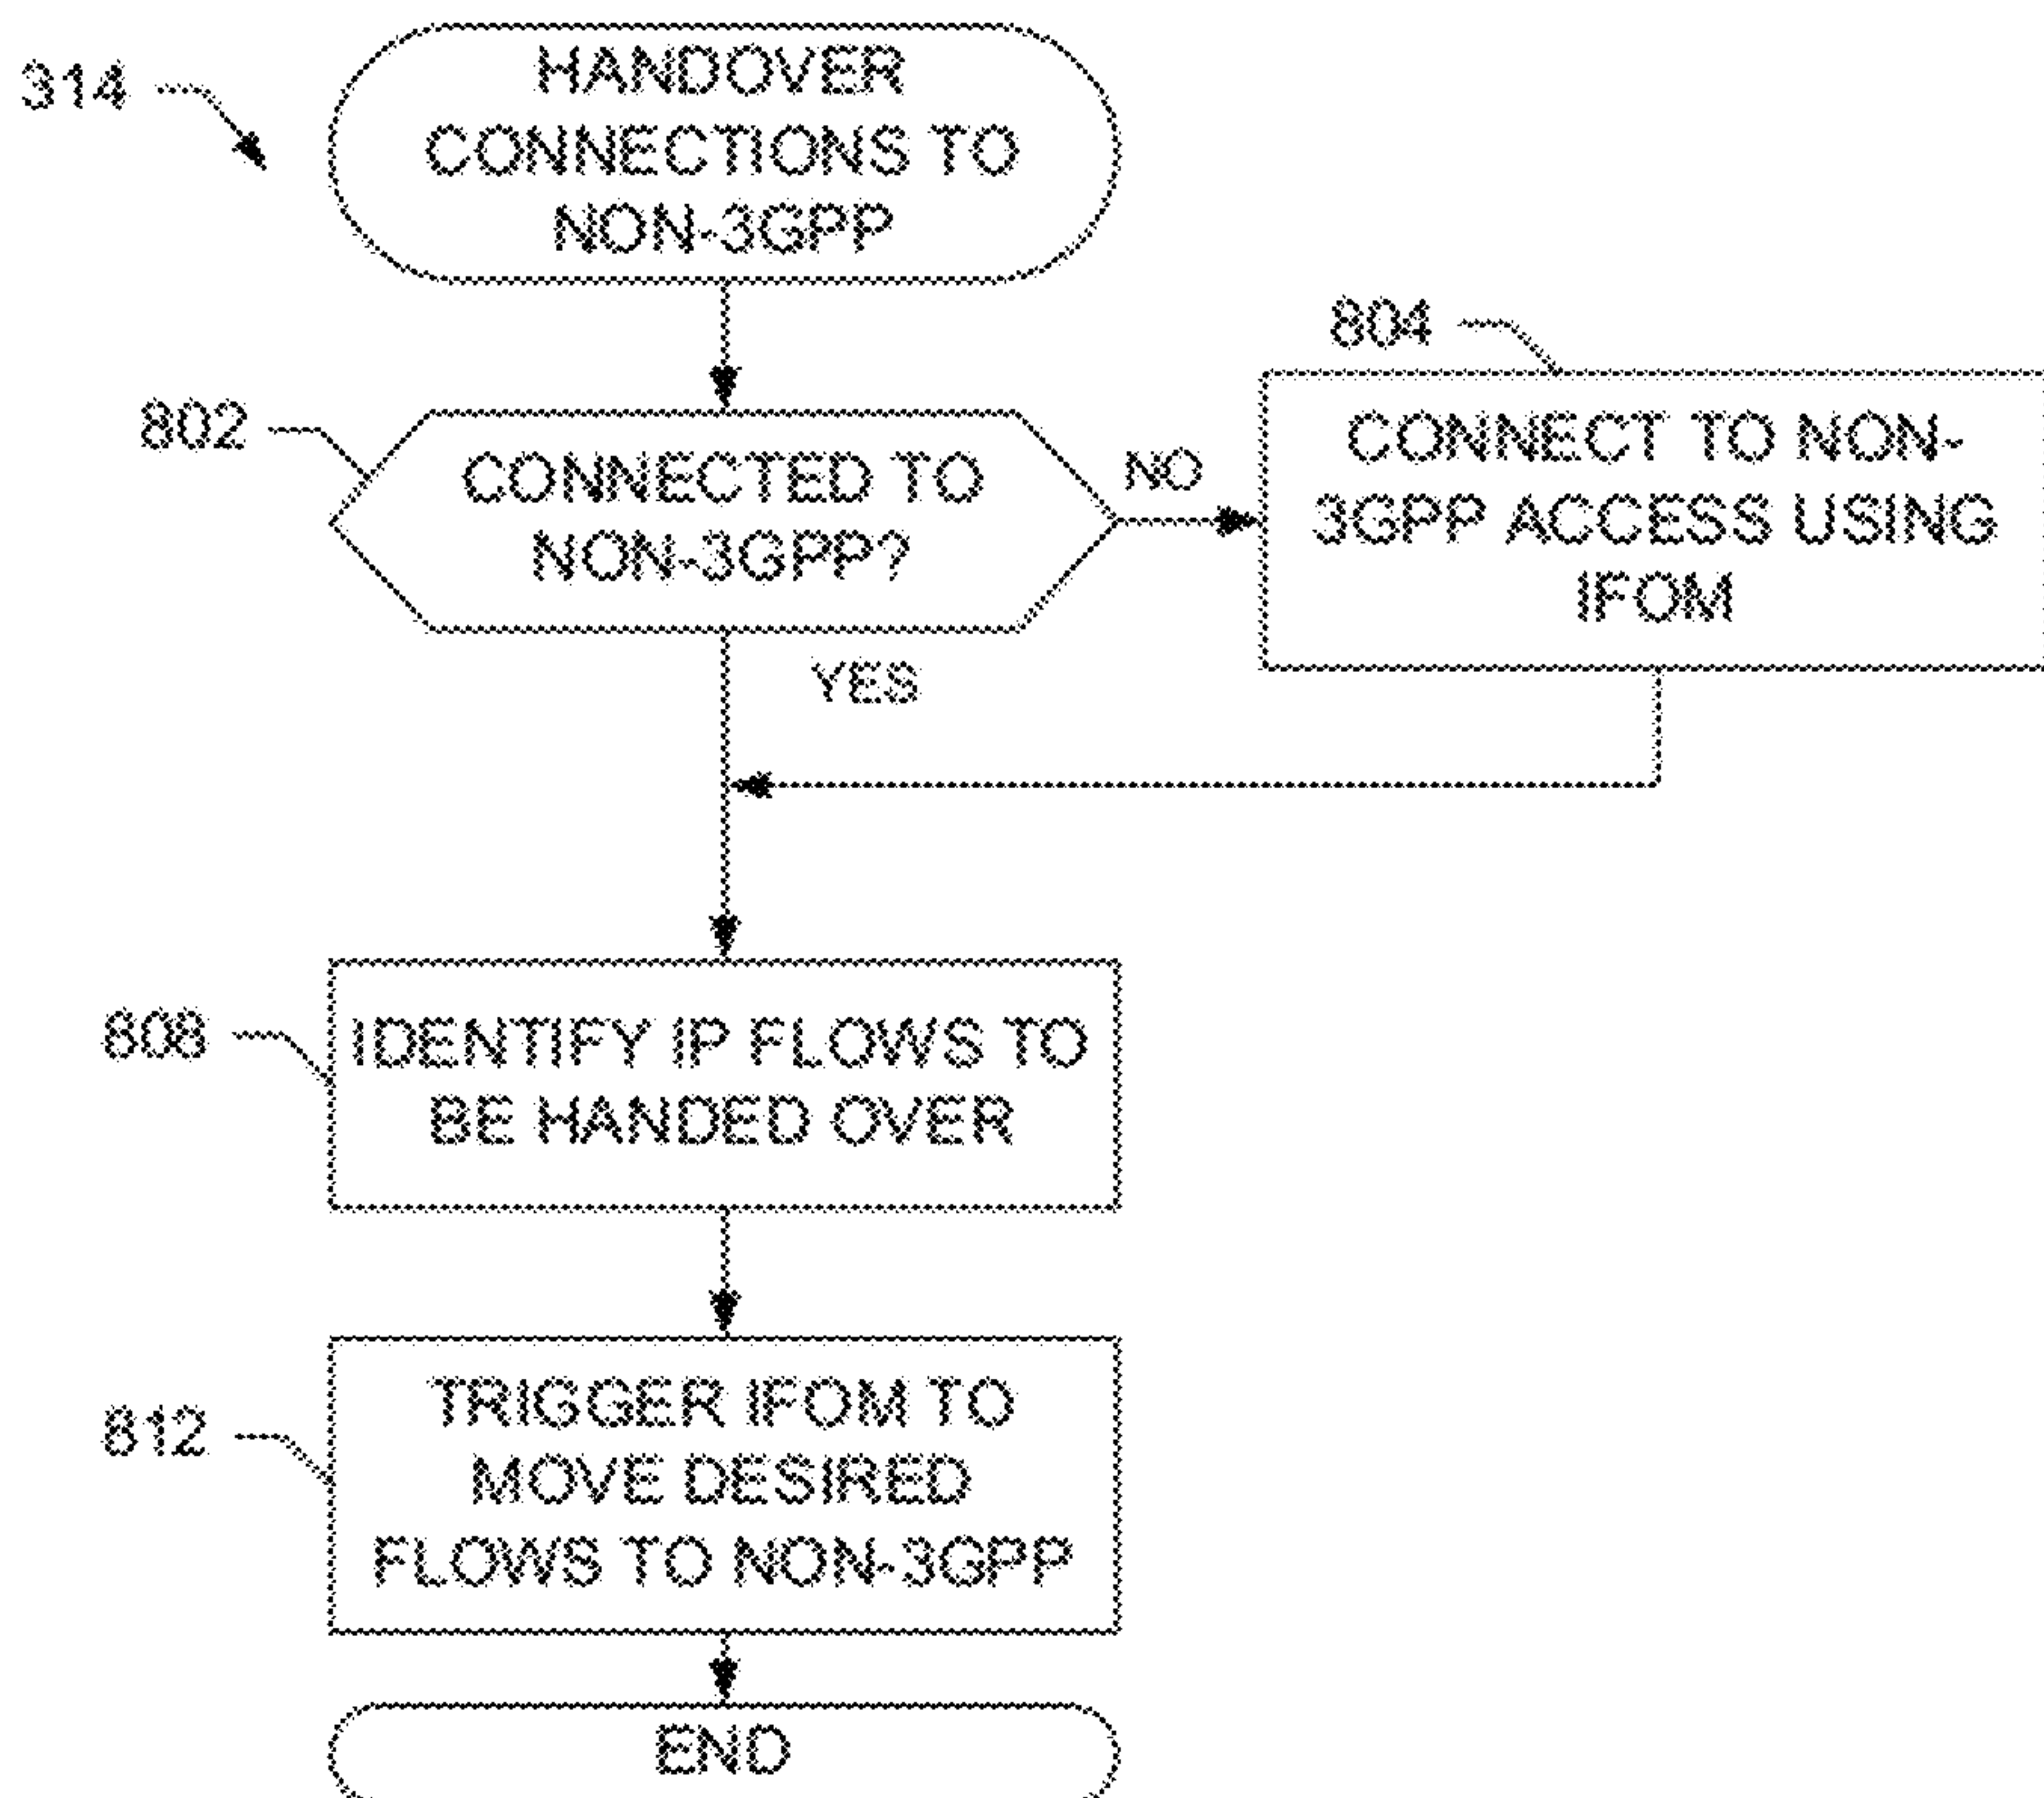 314
HANDOVER
CONNECTIONS TO
NON-3GPP
802
CONNECTED TO
NON-3GPP?
NO
YES
804
CONNECT TO NON-
3GPP ACCESS USING
IFOM
808
IDENTIFY IP FLOWS TO
BE HANDED OVER
812
TRIGGER IFOM TO
MOVE DESIRED
FLOWS TO NON-3GPP
END